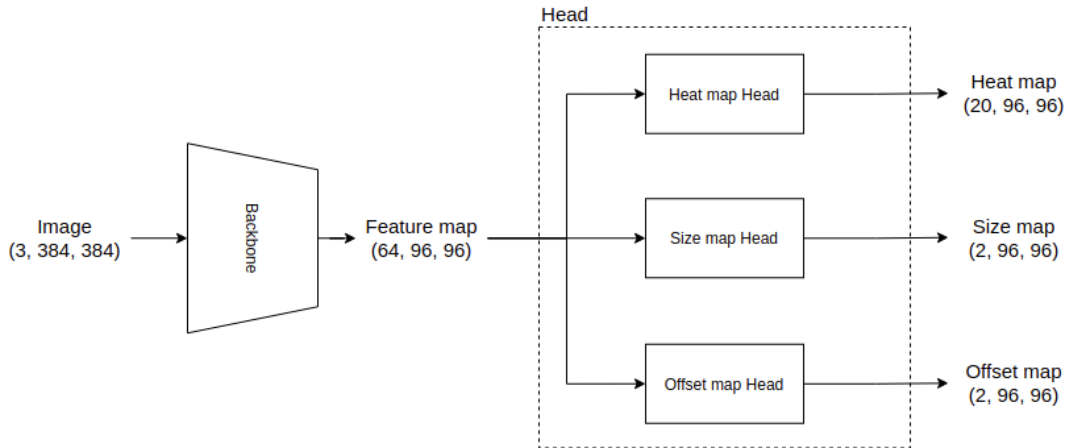 Head
Heat map Head
Heat map
(20, 96, 96)
Image
(3, 384, 384)
Backbone
Feature map
(64, 96, 96)
Size map Head
Size map
(2, 96, 96)
Offset map Head
Offset map
(2, 96, 96)